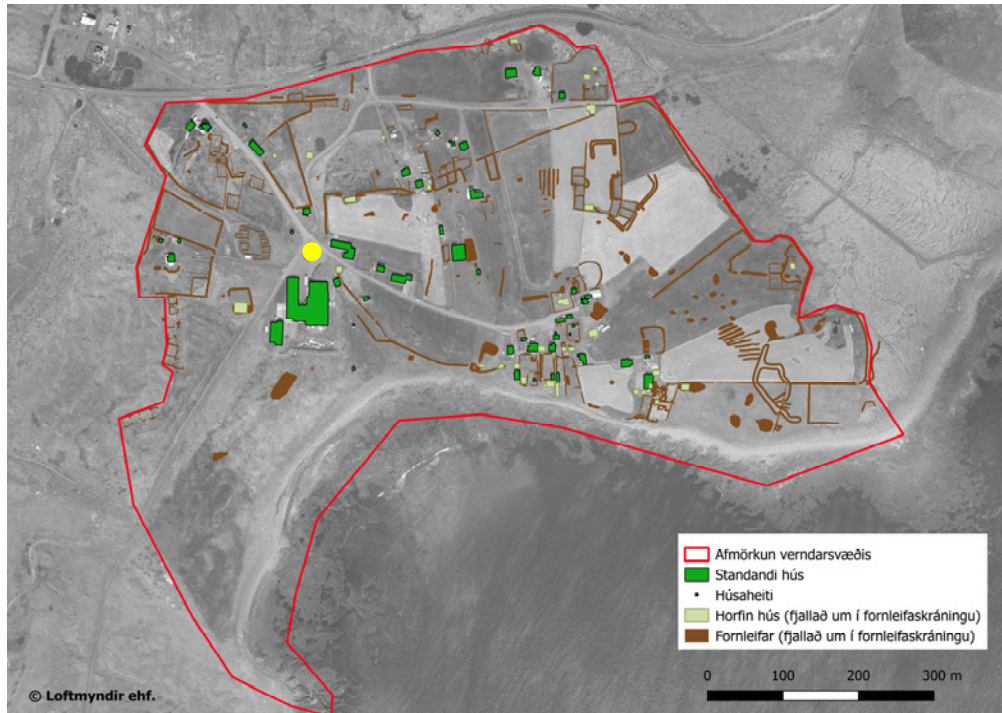 Afmörkun verndarsvæðis
Standandi hús
Húsaheiti
Horfin hús (fjallað um í fornleifaskráningu)
Fornleifar (fjallað um í fornleifaskráningu)
0 100 200 300 m
© Loftmyndir ehf.